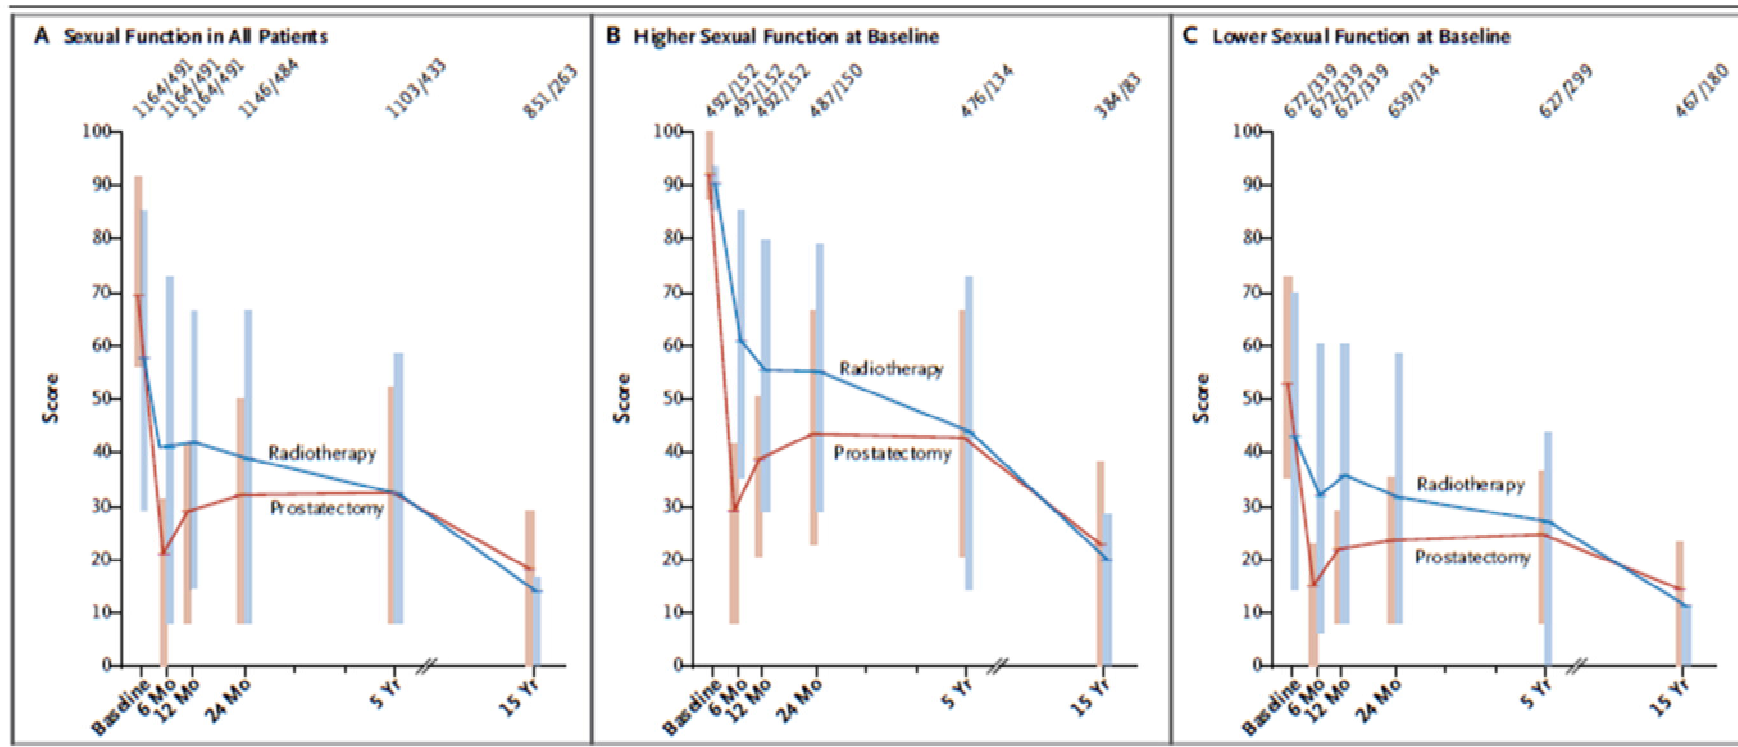 A Sexual Function in All Patients
1164/491
1164/491
1164/491
1146/484
1103/433
851/263
100
90
80
70
60
50
40
30
20
10
0
Score
Radiotherapy
Prostatectomy
Baseline
6 Mo
12 Mo
24 Mo
5 Yr
15 Yr
B Higher Sexual Function at Baseline
492/152
492/152
492/152
487/150
476/134
384/83
100
90
80
70
60
50
40
30
20
10
0
Score
Radiotherapy
Prostatectomy
Baseline
6 Mo
12 Mo
24 Mo
5 Yr
15 Yr
C Lower Sexual Function at Baseline
672/339
672/339
672/339
659/334
627/299
467/180
100
90
80
70
60
50
40
30
20
10
0
Score
Radiotherapy
Prostatectomy
Baseline
6 Mo
12 Mo
24 Mo
5 Yr
15 Yr